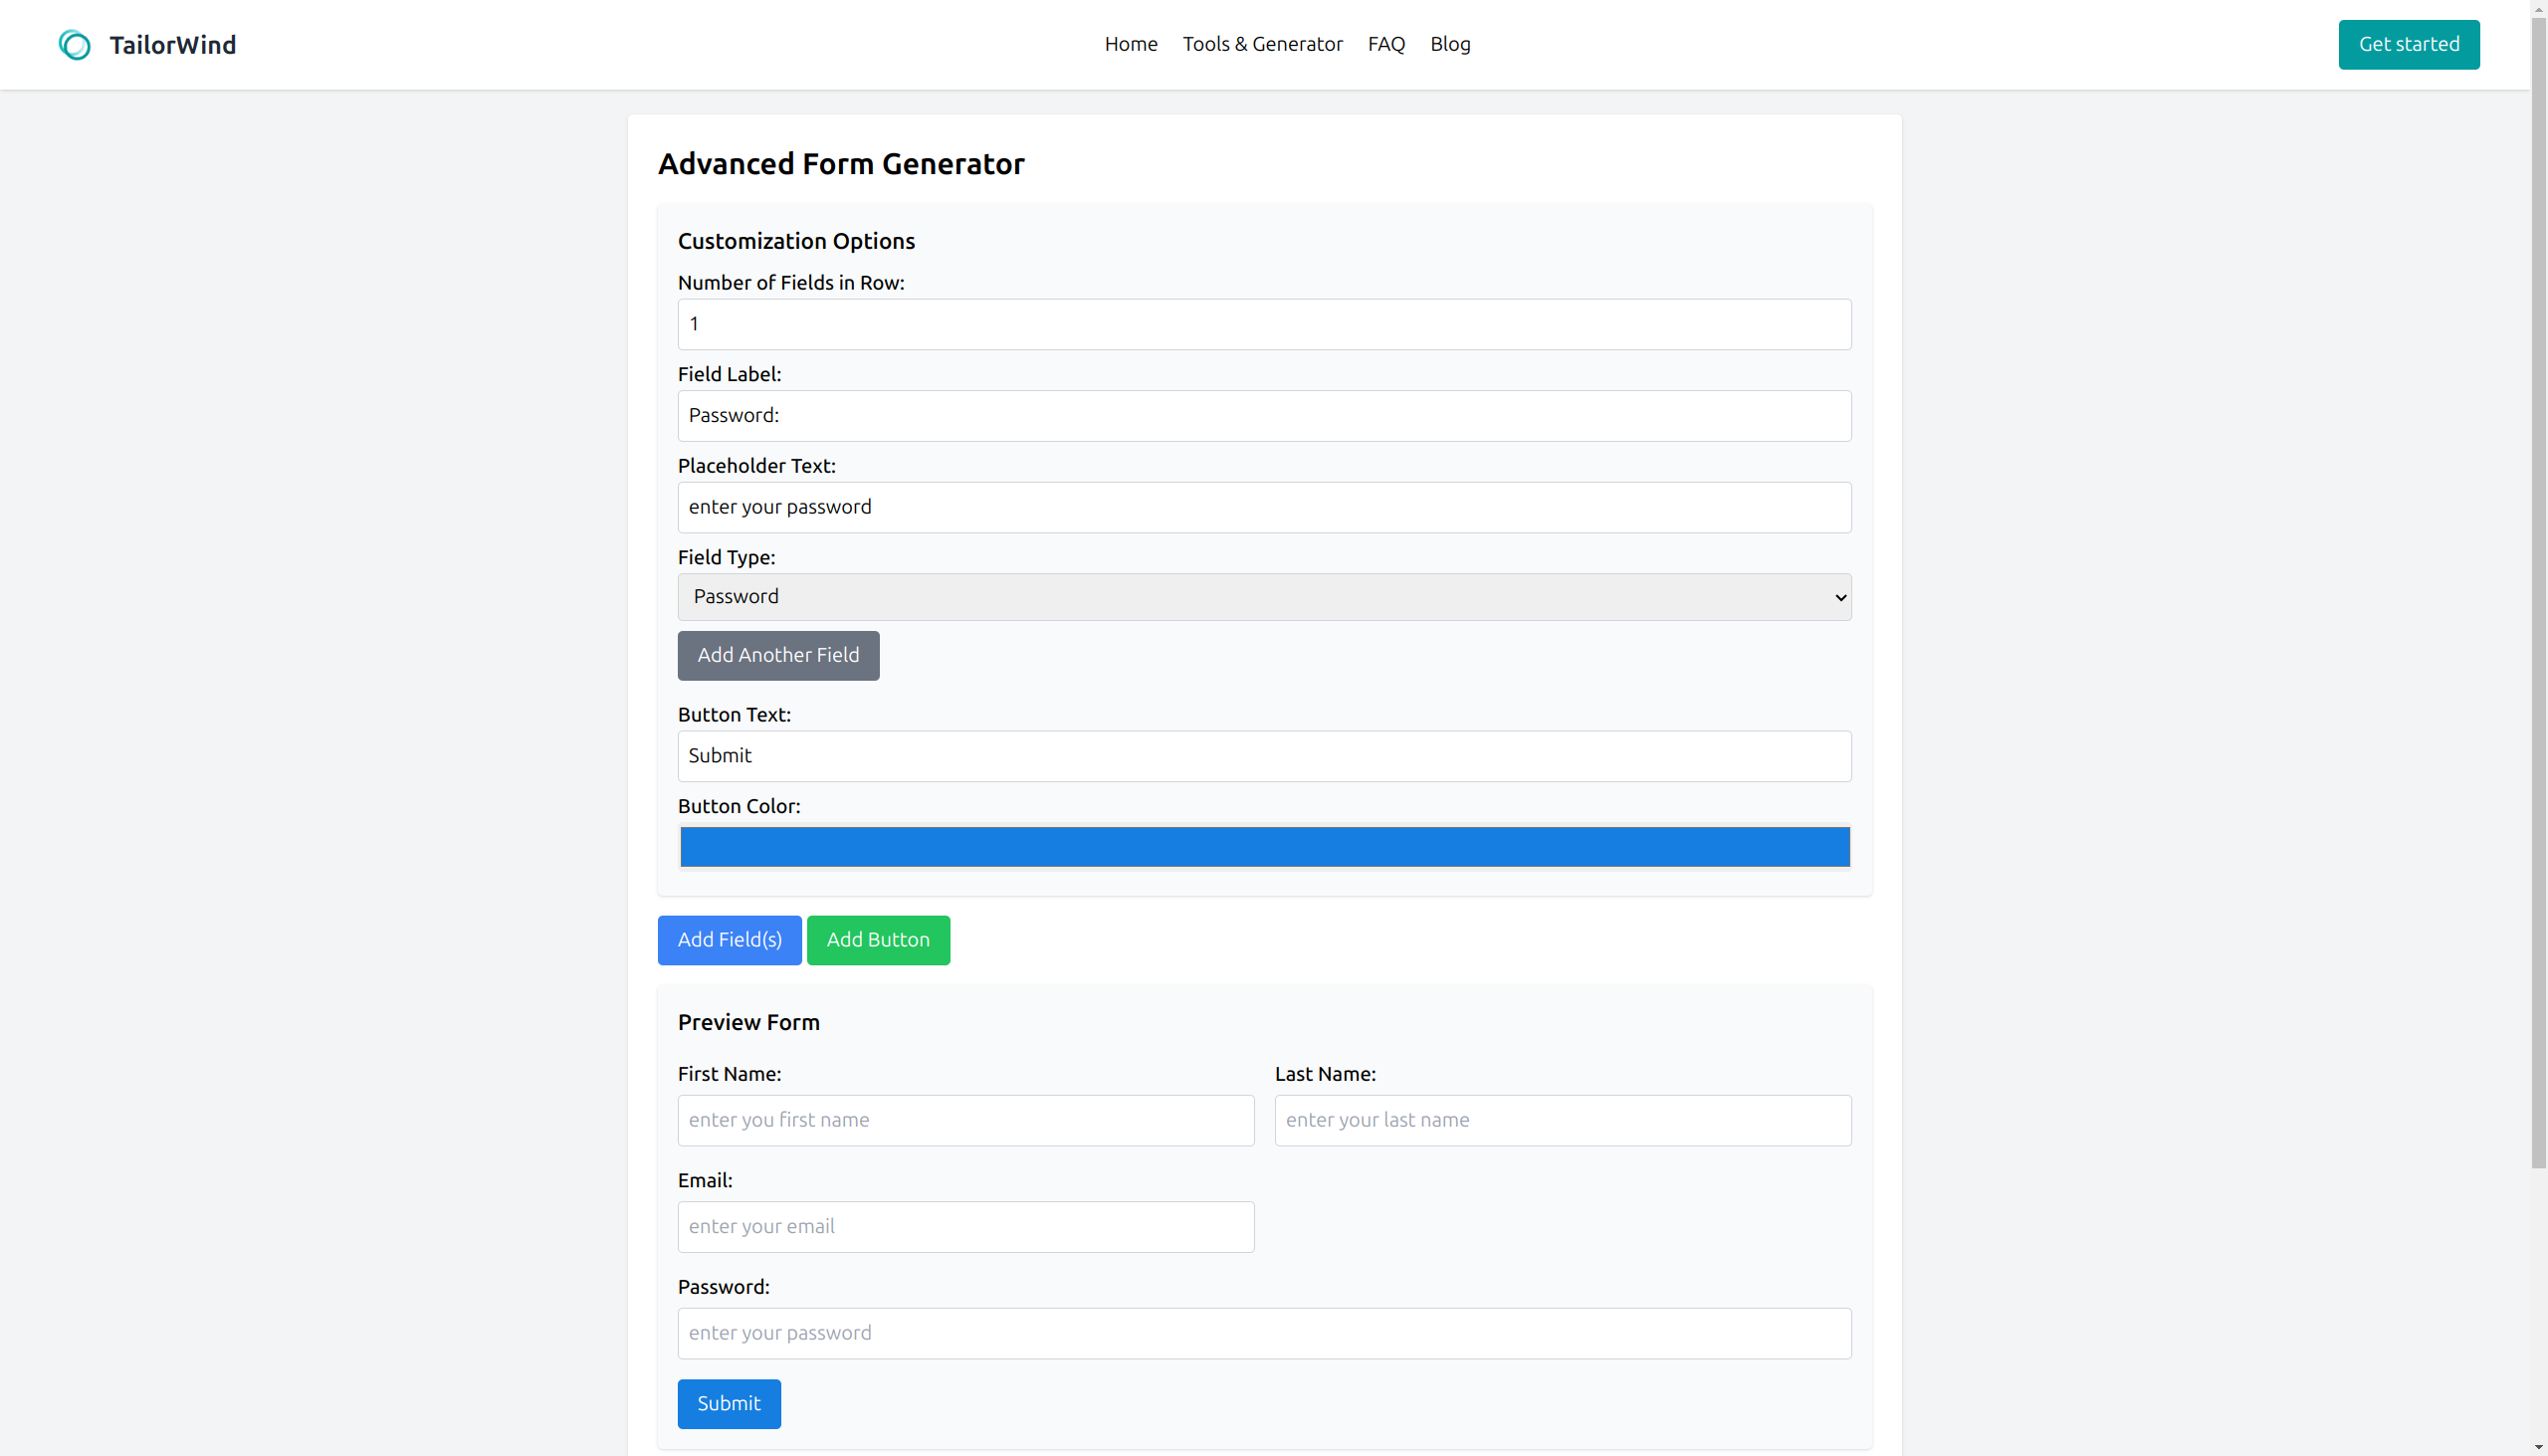 TailorWind
Home Tools & Generator FAQ Blog
Get started
Advanced Form Generator
Customization Options
Number of Fields in Row:
1
Field Label:
Password:
Placeholder Text:
enter your password
Field Type:
Password
Add Another Field
Button Text:
Submit
Button Color:
Add Field(s) Add Button
Preview Form
First Name: Last Name:
enter you first name enter your last name
Email:
enter your email
Password:
enter your password
Submit